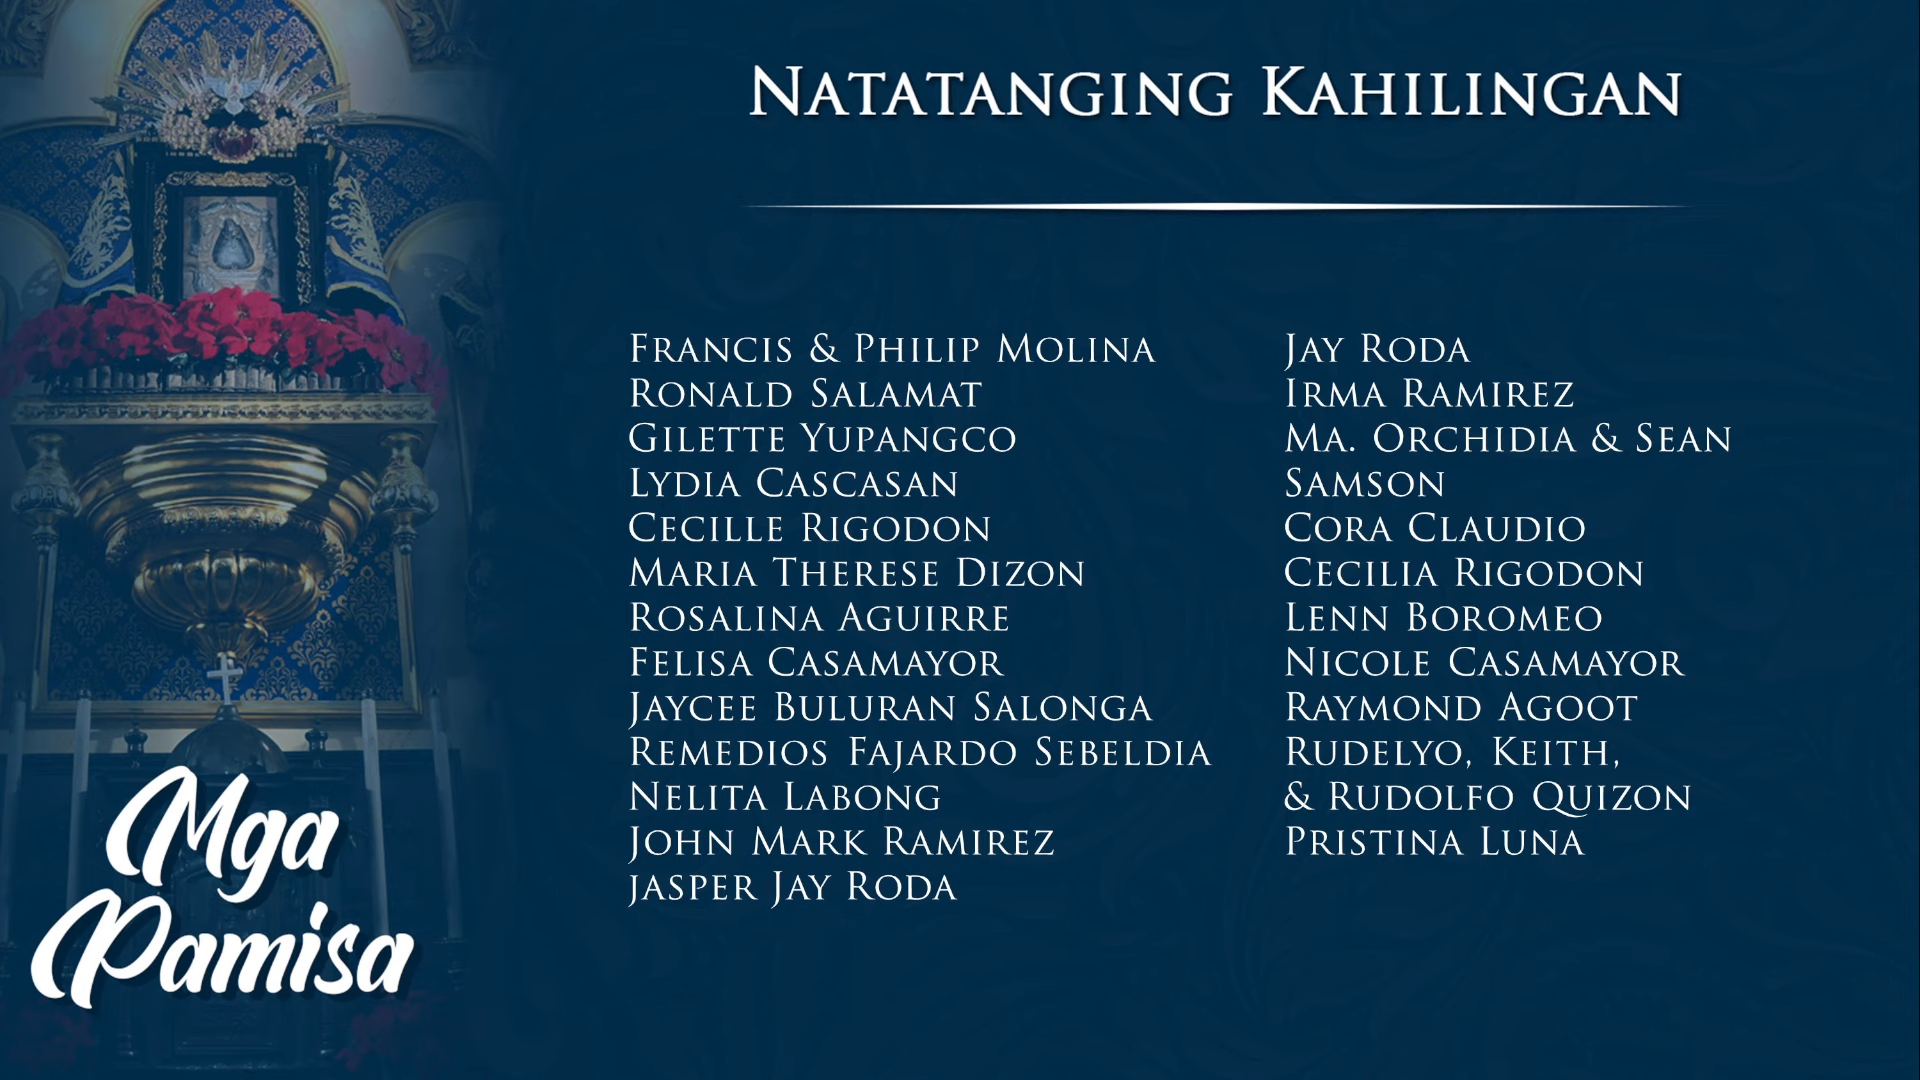 Natatanging Kahilingan
Francis & Philip Molina
Ronald Salamat
Gilette Yupangco
Lydia Cascasan
Cecille Rigodon
Maria Therese Dizon
Rosalina Aguirre
Felisa Casamayor
Jaycee Buluran Salonga
Remedios Fajardo Sebeldia
Nelita Labong
John Mark Ramirez
jasper Jay Roda
Jay Roda
Irma Ramirez
Ma. Orchidia & Sean
Samson
Cora Claudio
Cecilia Rigodon
Lenn Boromeo
Nicole Casamayor
Raymond Agoot
Rudelyo, Keith,
& Rudolfo Quizon
Pristina Luna
Mga
Pamisa